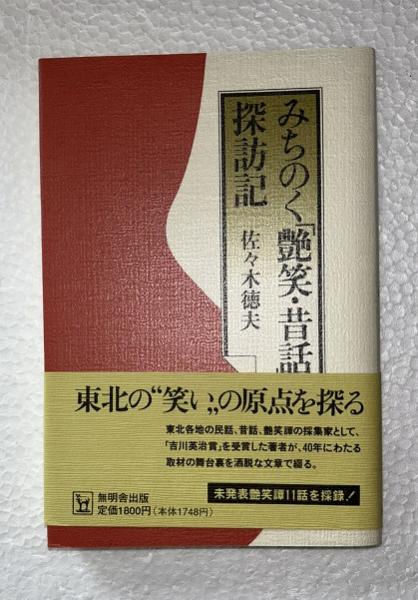 みちのく「艶笑・昔話」
探訪記
佐々木徳夫
東北の“笑い„の原点を探る
東北各地の民話、昔話、艶笑譚の採集家として、
「吉川英治賞」を受賞した著者が、40年にわたる
取材の舞台裏を洒脱な文章で綴る。
未発表艶笑譚11話を採録!
無明舎出版
定価1800円(本体1748円)